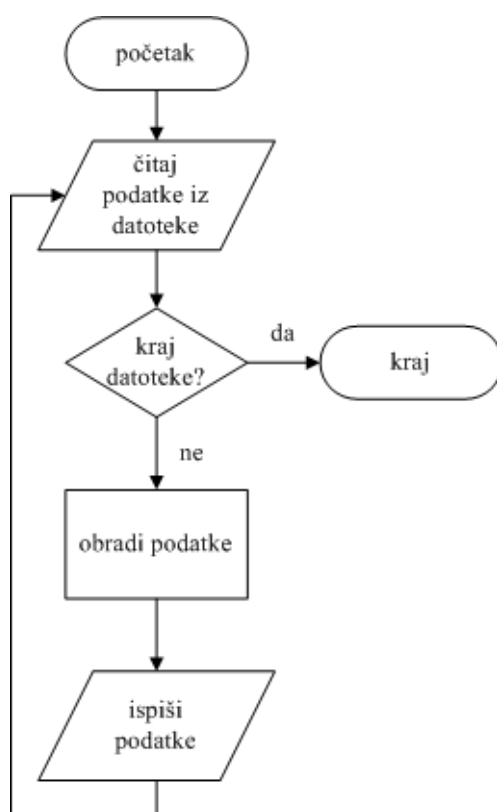 početak
čitaj
podatke iz
datoteke
kraj
datoteke?
da
kraj
ne
obradi podatke
ispiši
podatke